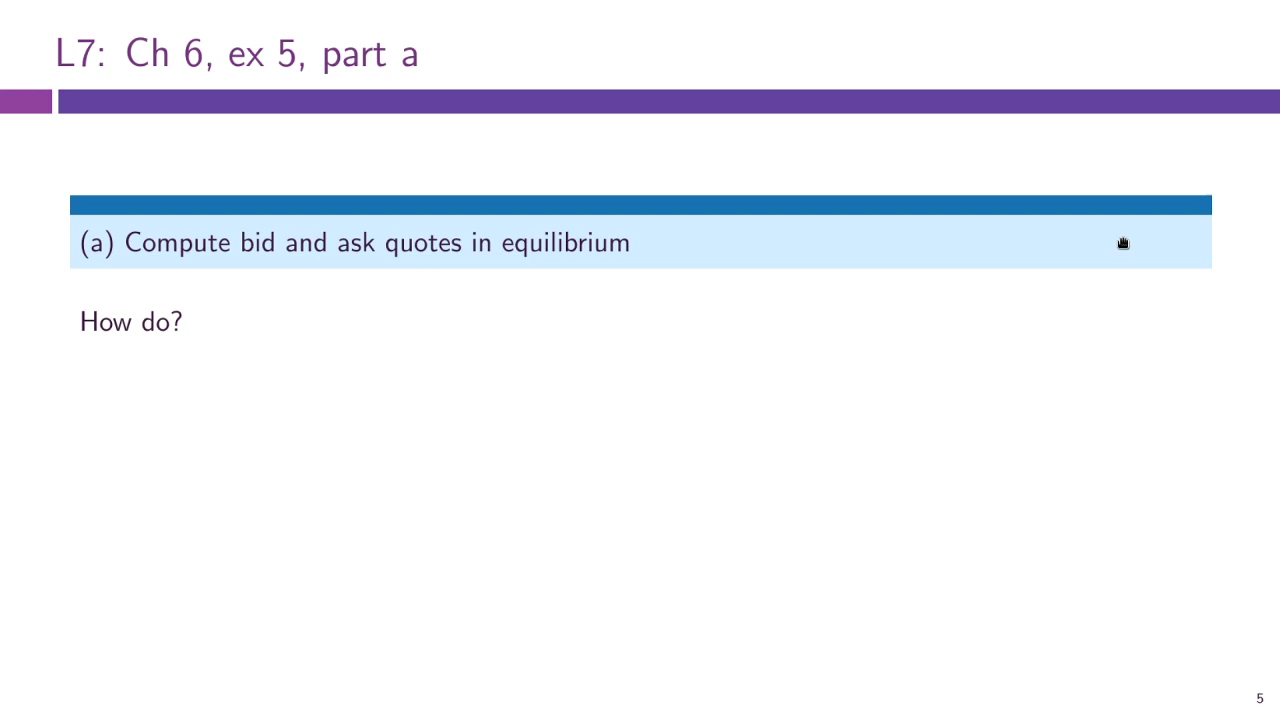 L7: Ch 6, ex 5, part a
(a) Compute bid and ask quotes in equilibrium
How do?
5